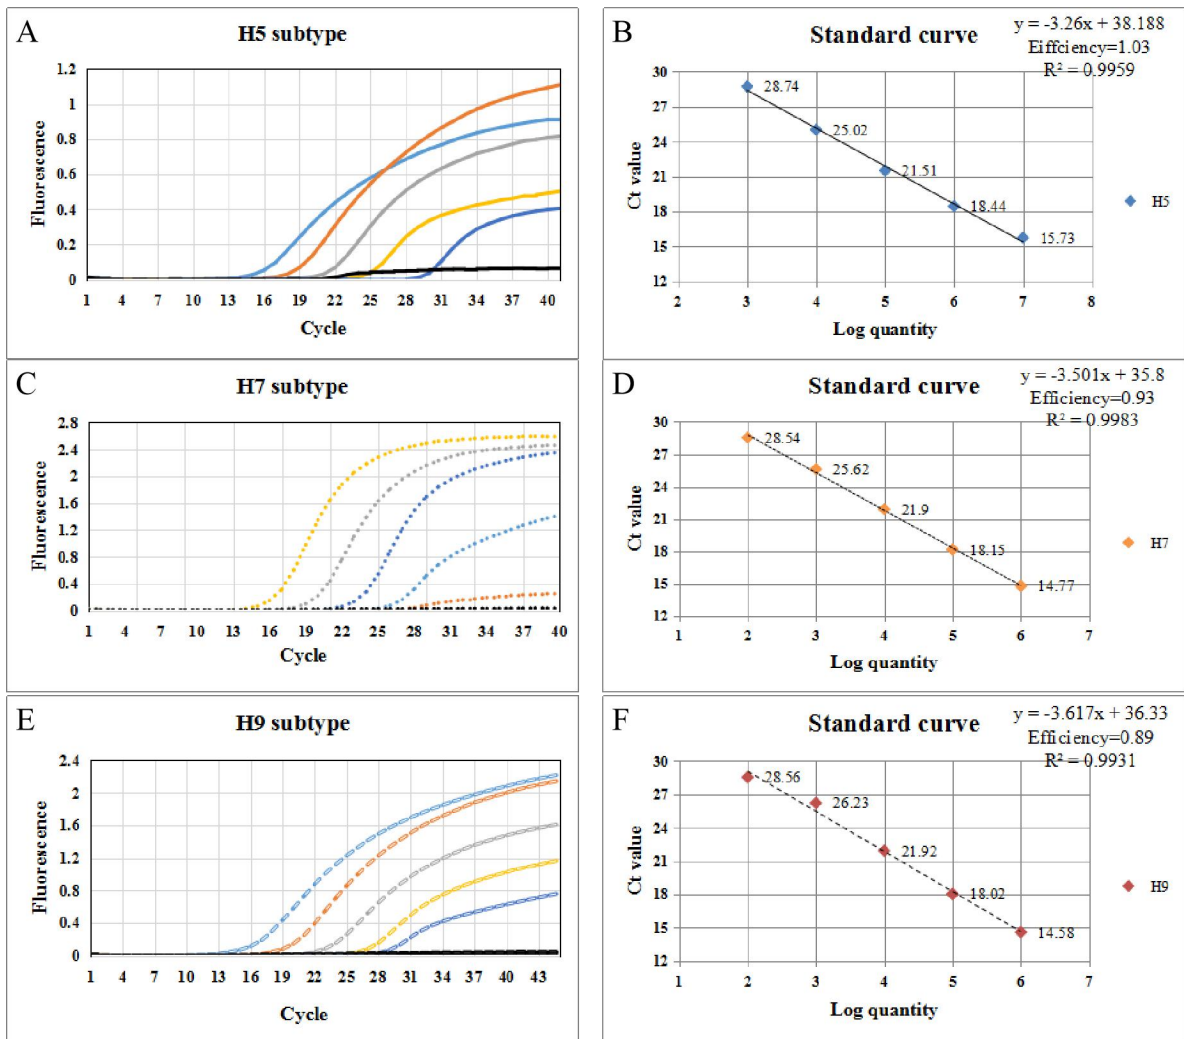 A
H5 subtype
1.2
1
0.8
0.6
0.4
0.2
0
Fluorescence
1 4 7 10 13 16 19 22 25 28 31 34 37 40
Cycle
B
Standard curve
y = -3.26x + 38.188
Eiffciency=1.03
R² = 0.9959
30
27
24
21
18
15
12
Ct value
28.74
25.02
21.51
18.44
15.73
H5
2 3 4 5 6 7 8
Log quantity
C
H7 subtype
2.8
2.4
2
1.6
1.2
0.8
0.4
0
Fluorescence
1 4 7 10 13 16 19 22 25 28 31 34 37 40
Cycle
D
Standard curve
y = -3.501x + 35.8
Efficiency=0.93
R² = 0.9983
30
27
24
21
18
15
12
Ct value
28.54
25.62
21.9
18.15
14.77
H7
1 2 3 4 5 6 7
Log quantity
E
H9 subtype
2.4
2
1.6
1.2
0.8
0.4
0
Fluorescence
1 4 7 10 13 16 19 22 25 28 31 34 37 40 43
Cycle
F
Standard curve
y = -3.617x + 36.33
Efficiency=0.89
R² = 0.9931
30
27
24
21
18
15
12
Ct value
28.56
26.23
21.92
18.02
14.58
H9
1 2 3 4 5 6 7
Log quantity